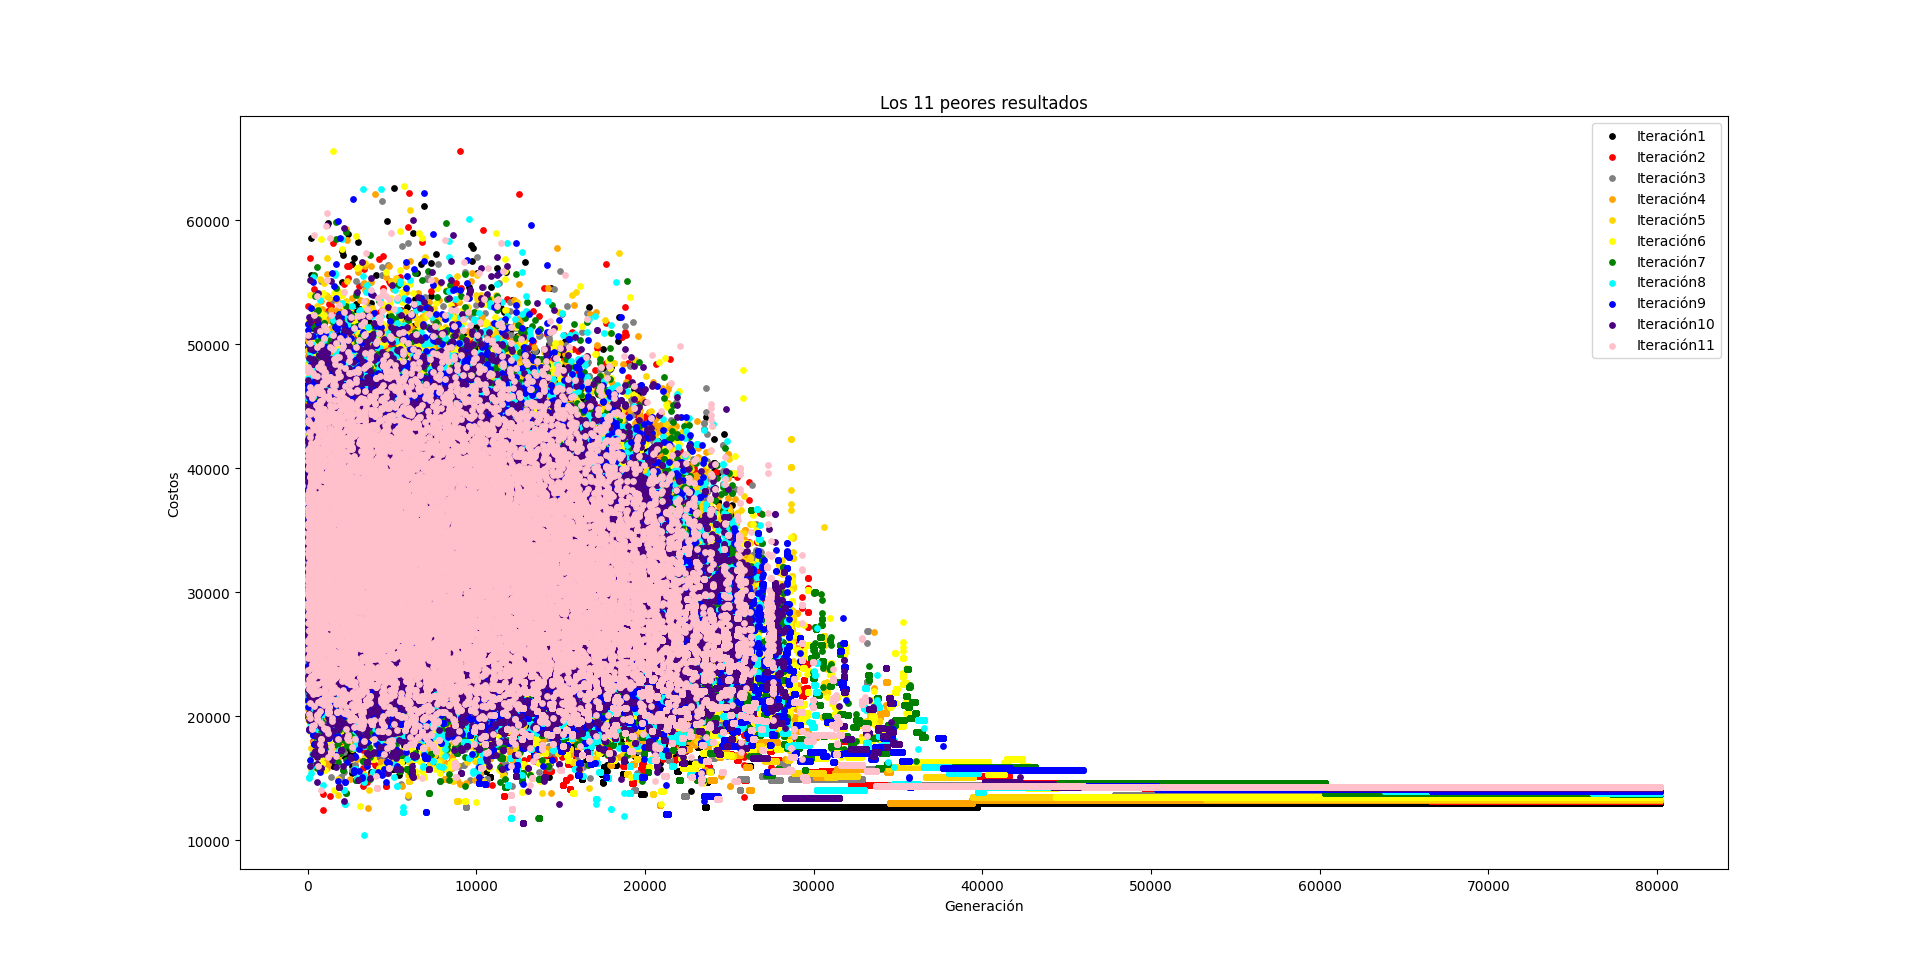 Los 11 peores resultados
Iteración1
Iteración2
Iteración3
Iteración4
Iteración5
Iteración6
Iteración7
Iteración8
Iteración9
Iteración10
Iteración11
Costos
60000
50000
40000
30000
20000
10000
0 10000 20000 30000 40000 50000 60000 70000 80000
Generación